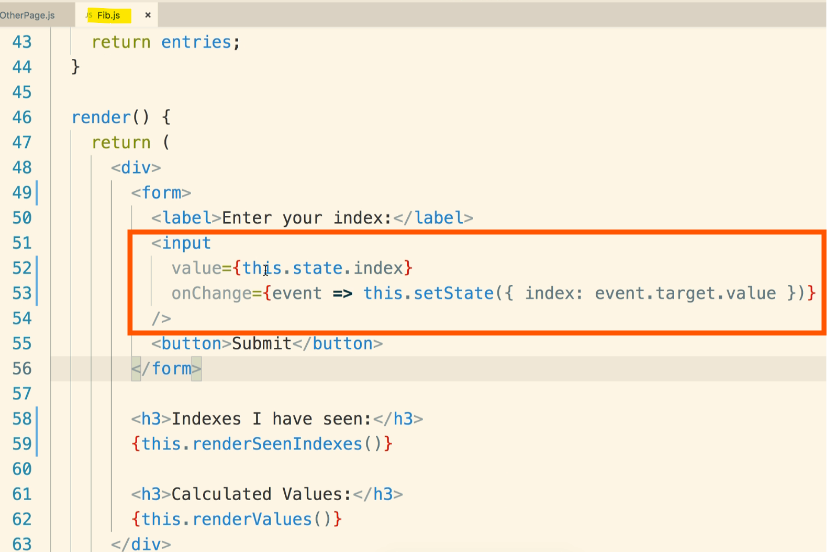 OtherPage.js JS Fib.js ×
43 return entries;
44 }
45
46 render() {
47 return (
48 <div>
49 <form>
50 <label>Enter your index:</label>
51 <input
52 value={this.state.index}
53 onChange={event => this.setState({ index: event.target.value })}
54 />
55 <button>Submit</button>
56 </form>
57
58 <h3>Indexes I have seen:</h3>
59 {this.renderSeenIndexes()}
60
61 <h3>Calculated Values:</h3>
62 {this.renderValues()}
63 </div>